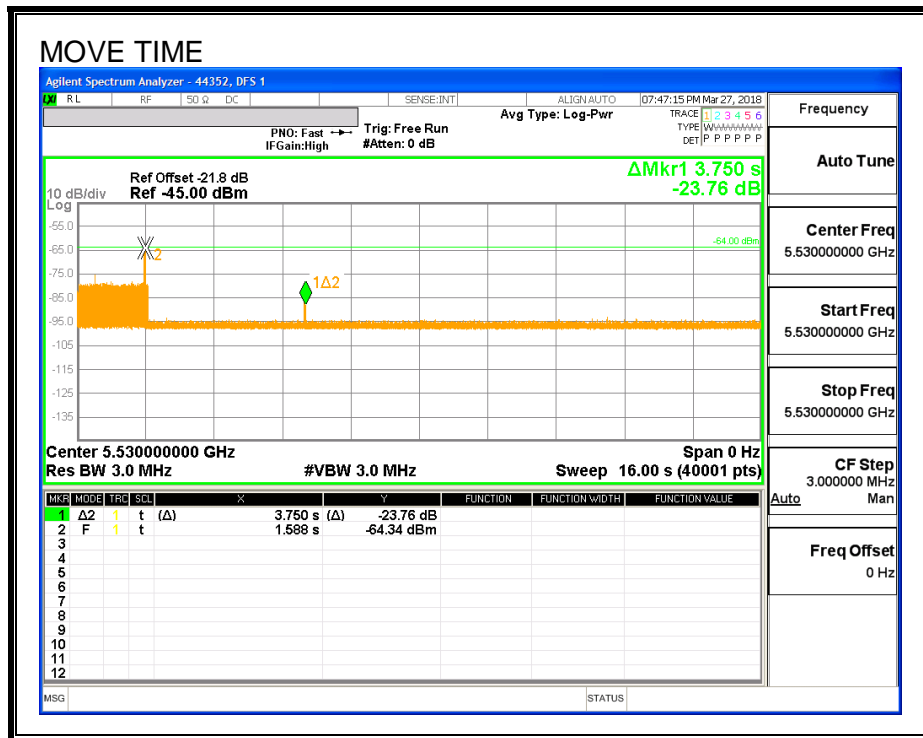 MOVE TIME
Agilent Spectrum Analyzer - 44352, DFS 1
LXI RL RF 50 Ω DC SENSE:INT ALIGN AUTO 07:47:15 PM Mar 27, 2018
PNO: Fast
IFGain:High
Trig: Free Run
#Atten: 0 dB
Avg Type: Log-Pwr
TRACE 1 2 3 4 5 6
TYPE WWWWWW
DET P P P P P P
ΔMkr1 3.750 s
-23.76 dB
Ref Offset -21.8 dB
10 dB/div Ref -45.00 dBm
Log
-55.0
-65.0
-75.0
-85.0
-95.0
-105
-115
-125
-135
2
1Δ2
-64.00 dBm
Center 5.530000000 GHz Span 0 Hz
Res BW 3.0 MHz #VBW 3.0 MHz Sweep 16.00 s (40001 pts)
MKR MODE TRC SCL X Y FUNCTION FUNCTION WIDTH FUNCTION VALUE
1 Δ2 1 t (Δ) 3.750 s (Δ) -23.76 dB
2 F 1 t 1.588 s -64.34 dBm
3
4
5
6
7
8
9
10
11
12
MSG STATUS
Frequency
Auto Tune
Center Freq
5.530000000 GHz
Start Freq
5.530000000 GHz
Stop Freq
5.530000000 GHz
CF Step
3.000000 MHz
Auto Man
Freq Offset
0 Hz